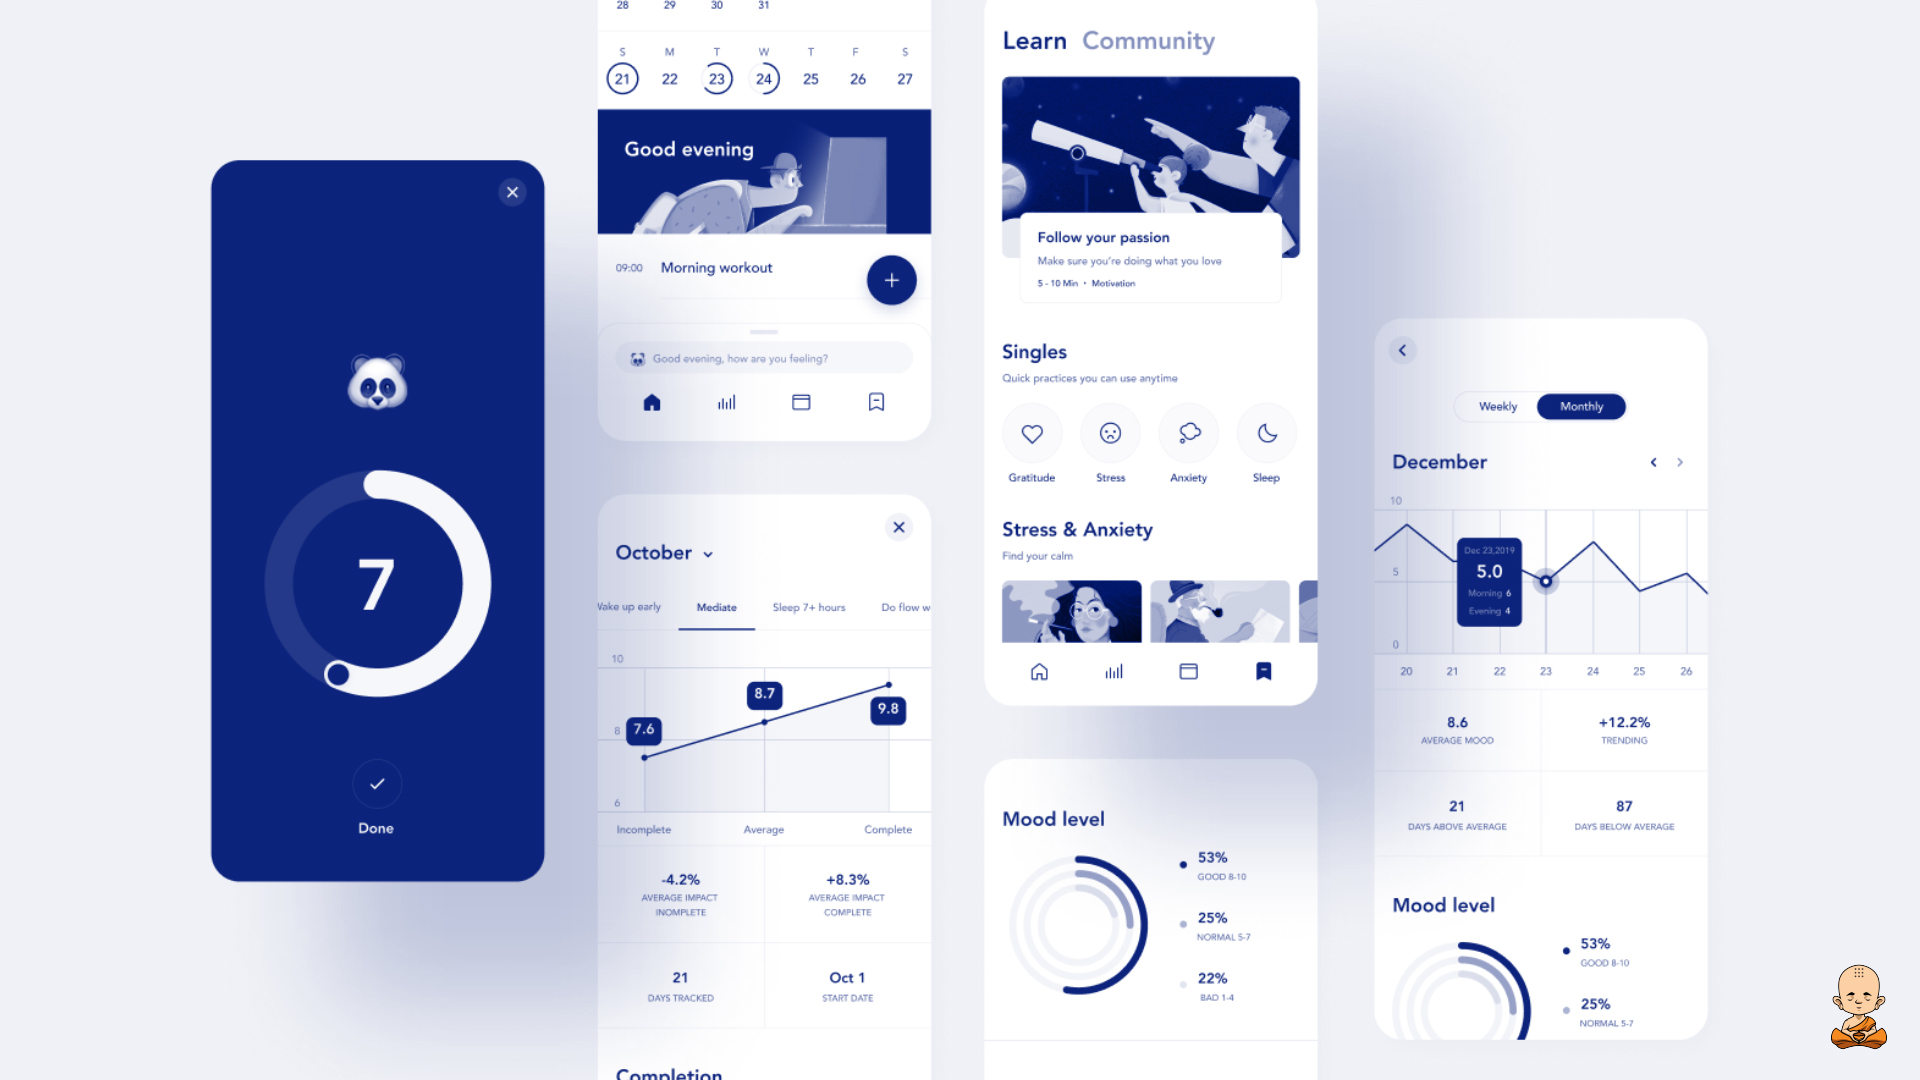 7
Done
28 29 30 31
S M T W T F S
21 22 23 24 25 26 27
Good evening
09:00 Morning workout
Good evening, how are you feeling?
October
Wake up early Mediate Sleep 7+ hours Do flow w
10
8.7
9.8
8 7.6
6
Incomplete Average Complete
-4.2% +8.3%
AVERAGE IMPACT AVERAGE IMPACT
INOMPLETE COMPLETE
21 Oct 1
DAYS TRACKED START DATE
Completion
Learn Community
Follow your passion
Make sure you're doing what you love
5 - 10 Min • Motivation
Singles
Quick practices you can use anytime
Gratitude Stress Anxiety Sleep
Stress & Anxiety
Find your calm
Mood level
53%
GOOD 8-10
25%
NORMAL 5-7
22%
BAD 1-4
Weekly Monthly
December
10
Dec 23,2019
5 5.0
Morning 6
Evening 4
0
20 21 22 23 24 25 26
8.6 +12.2%
AVERAGE MOOD TRENDING
21 87
DAYS ABOVE AVERAGE DAYS BELOW AVERAGE
Mood level
53%
GOOD 8-10
25%
NORMAL 5-7